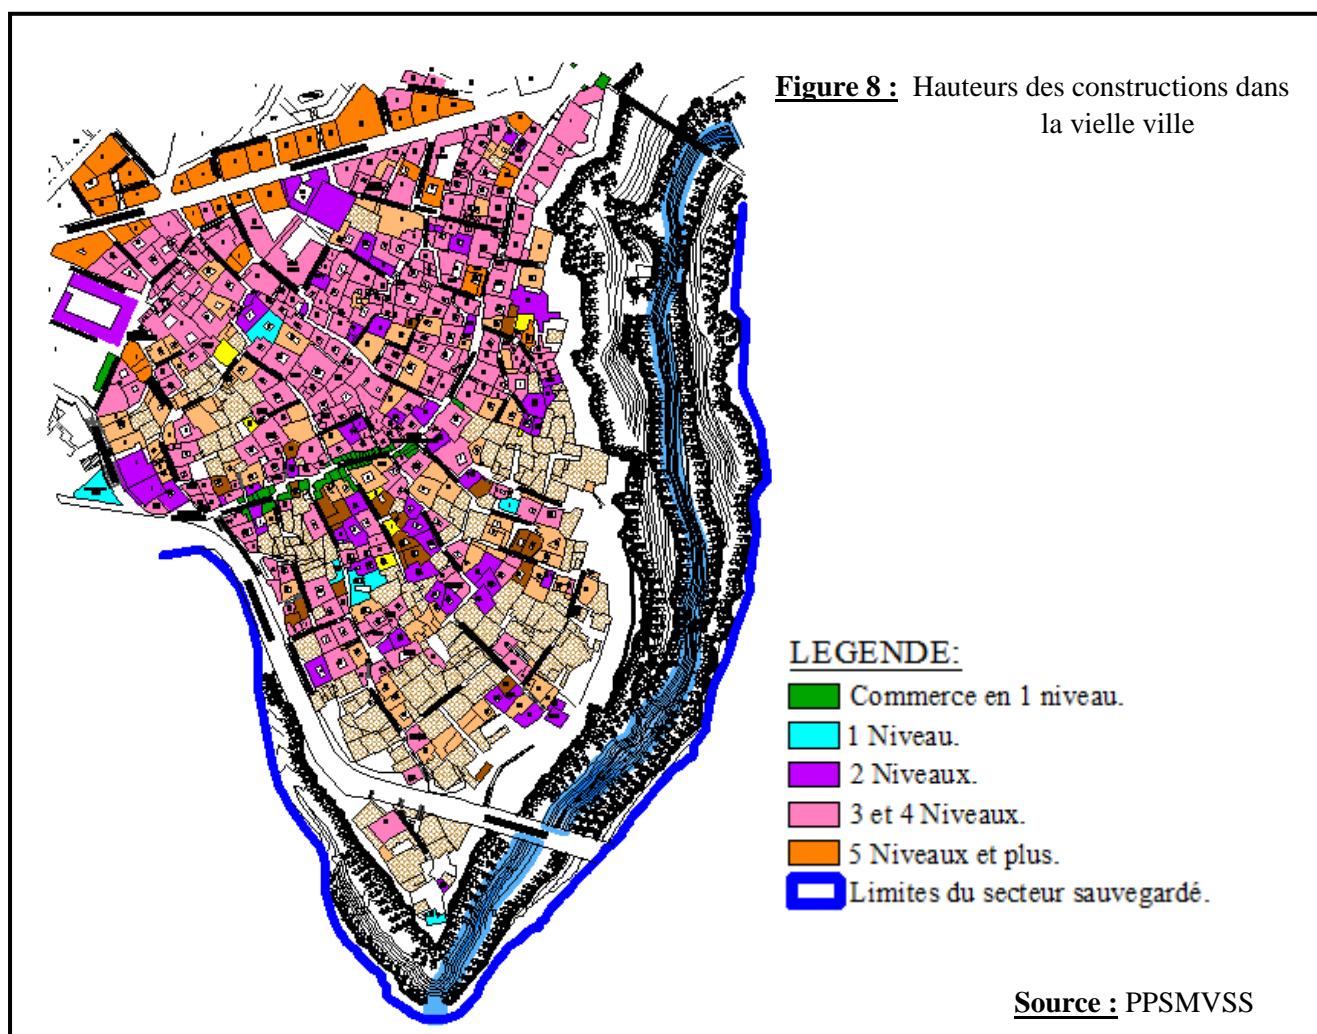 Figure 8 : Hauteurs des constructions dans
la vielle ville
LEGENDE:
Commerce en 1 niveau.
1 Niveau.
2 Niveaux.
3 et 4 Niveaux.
5 Niveaux et plus.
Limites du secteur sauvegardé.
Source : PPSMVSS